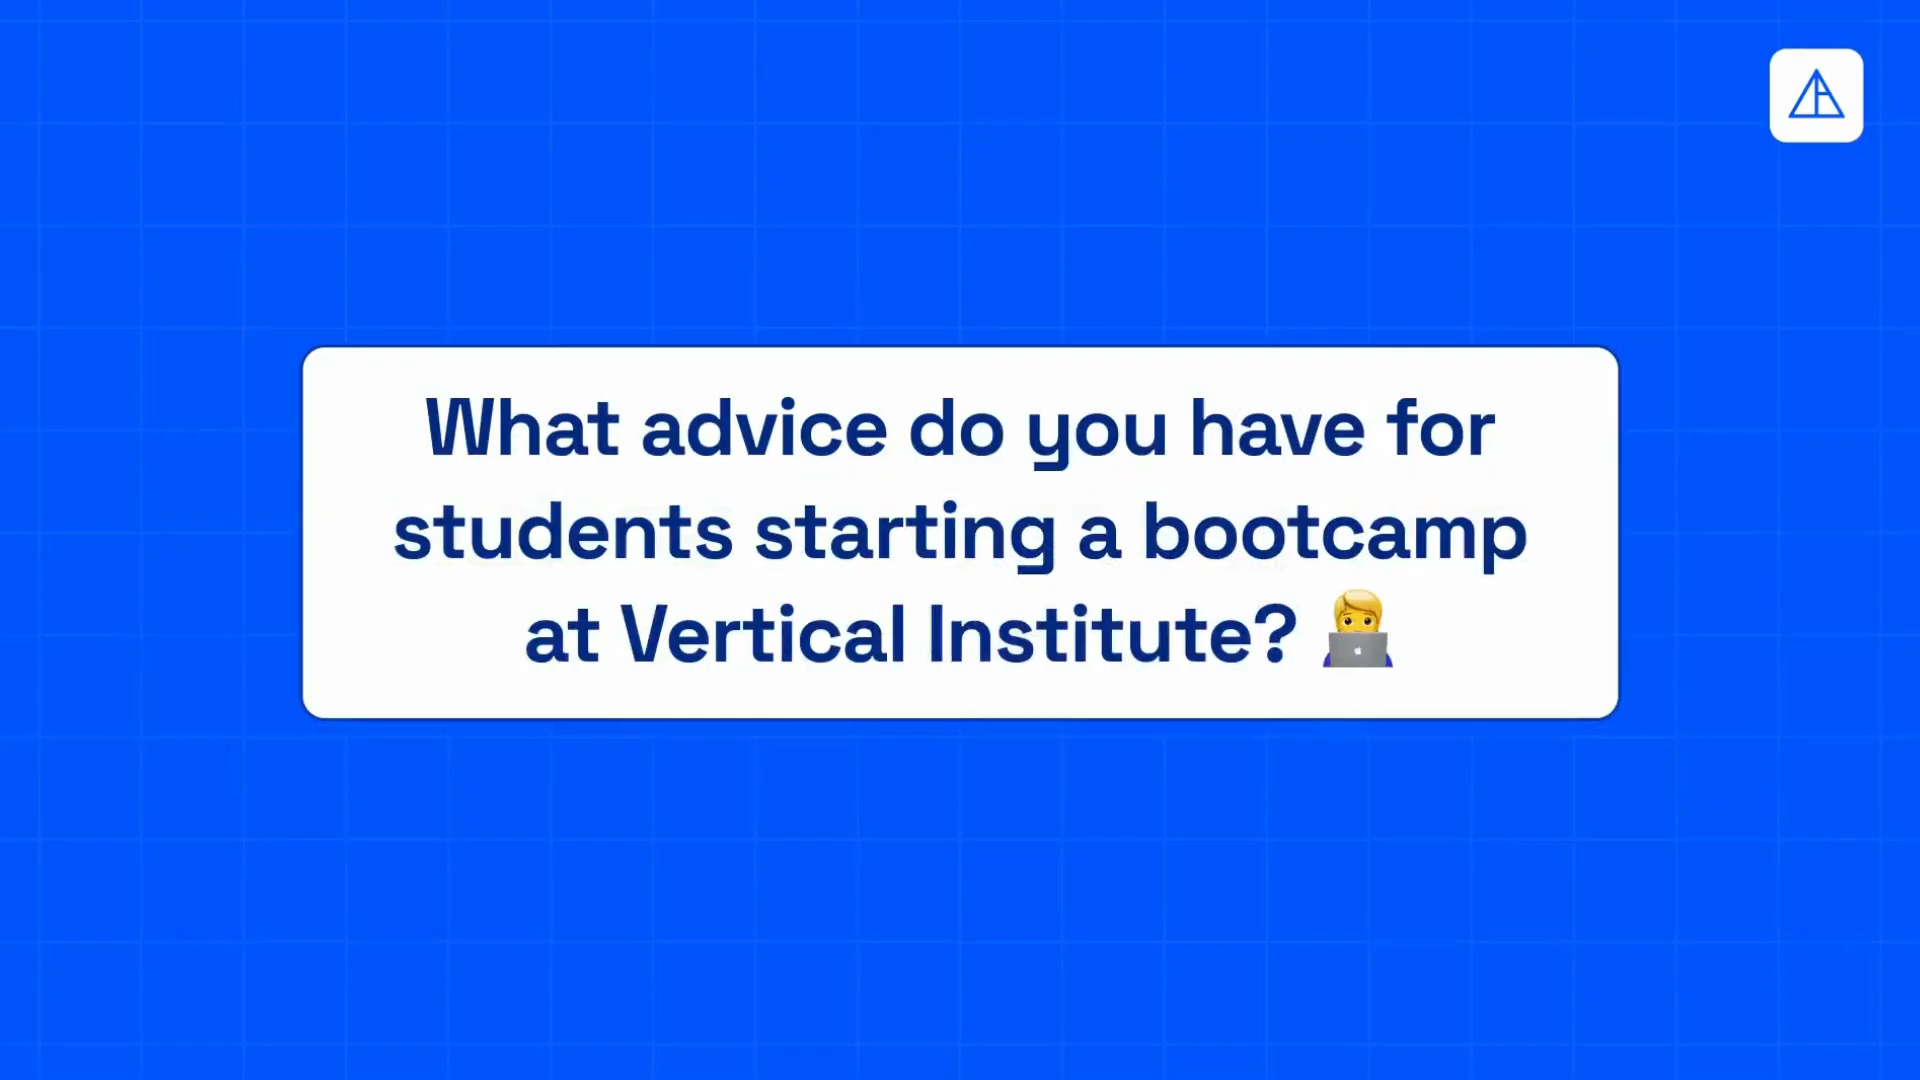 What advice do you have for
students starting a bootcamp
at Vertical Institute? 🧑‍💻